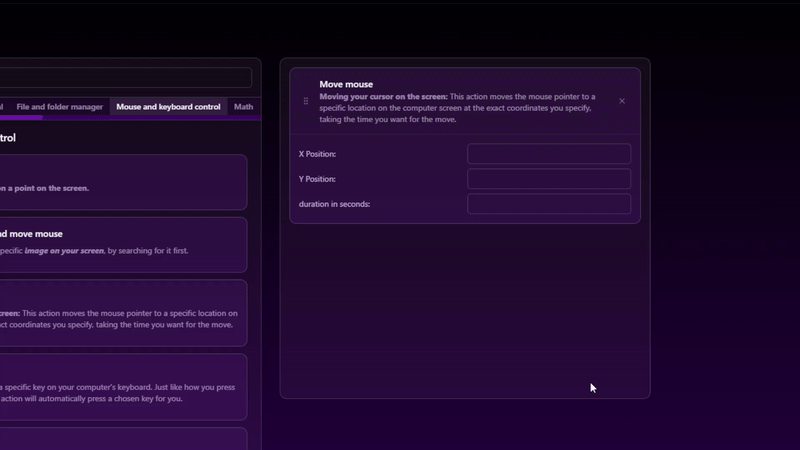 File and folder manager Mouse and keyboard control Math
trol
n a point on the screen.
nd move mouse
pecific image on your screen, by searching for it first.
creen: This action moves the mouse pointer to a specific location on
ct coordinates you specify, taking the time you want for the move.
a specific key on your computer's keyboard. Just like how you press
action will automatically press a chosen key for you.
Move mouse
Moving your cursor on the screen: This action moves the mouse pointer to a
specific location on the computer screen at the exact coordinates you specify,
taking the time you want for the move.
X Position:
Y Position:
duration in seconds: